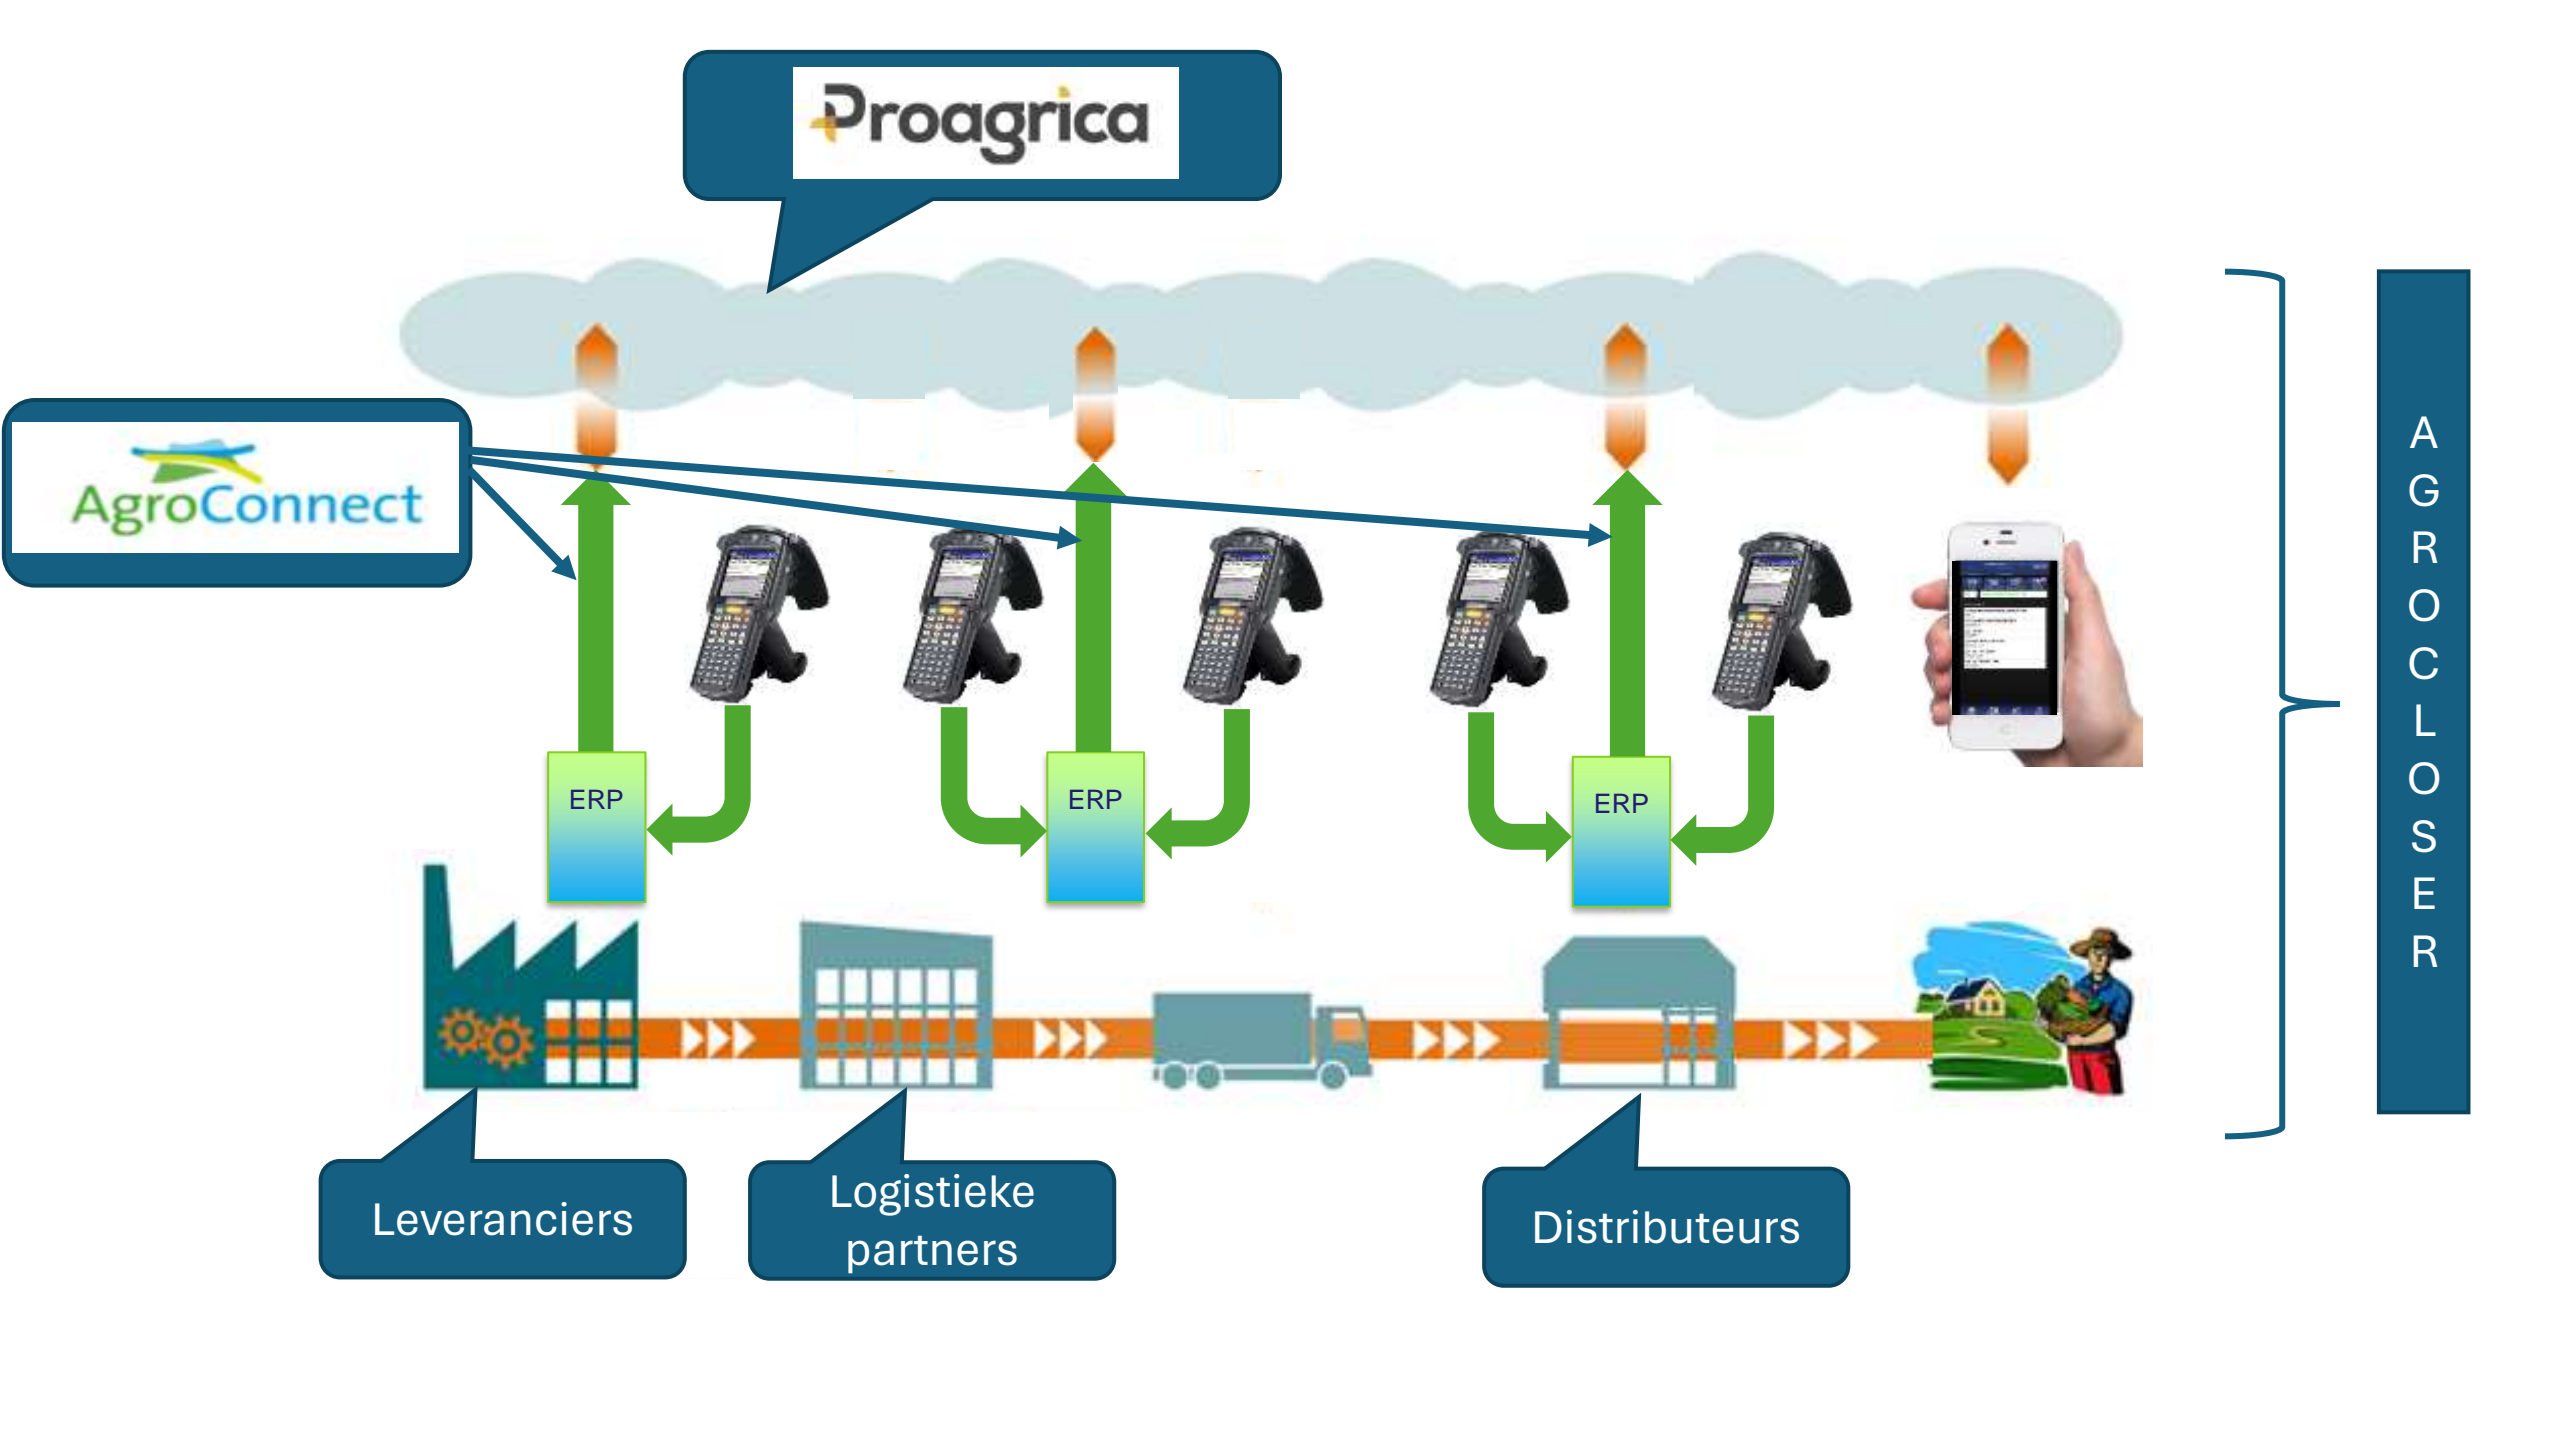 Proagrica
AgroConnect
ERP
ERP
ERP
Leveranciers
Logistieke
partners
Distributeurs
A
G
R
O
C
L
O
S
E
R